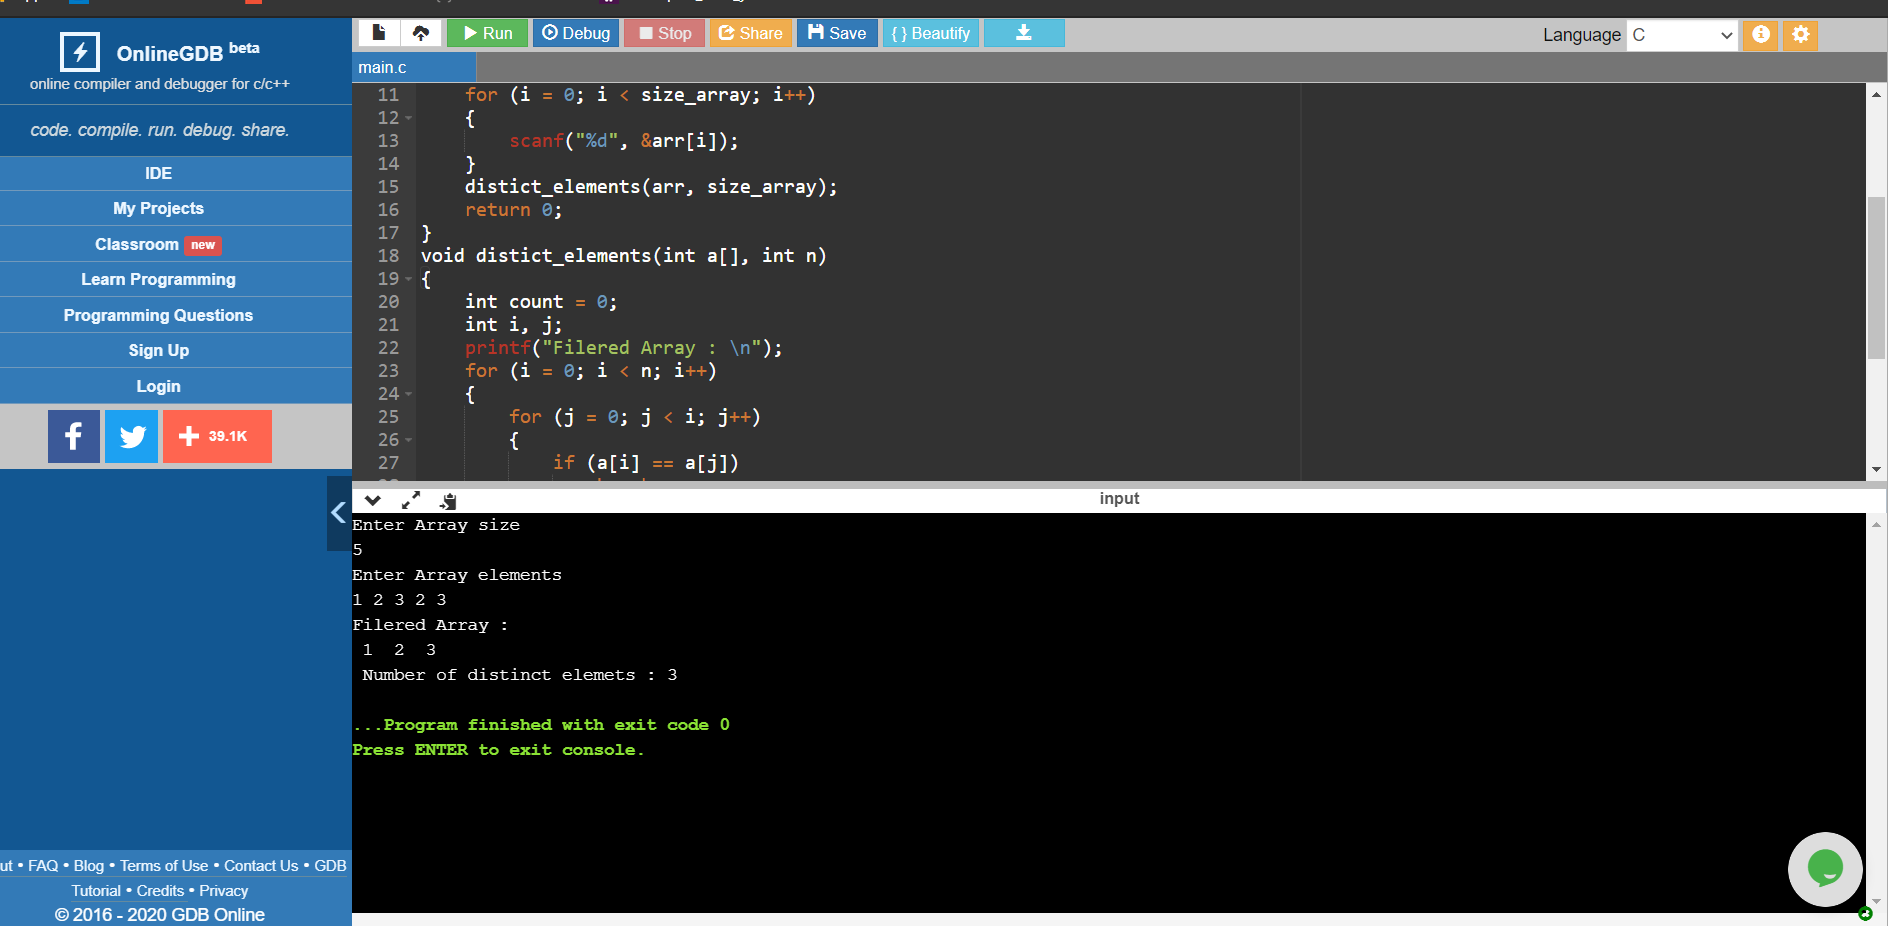 OnlineGDB beta
online compiler and debugger for c/c++
code. compile. run. debug. share.
IDE
My Projects
Classroom new
Learn Programming
Programming Questions
Sign Up
Login
39.1K
ut • FAQ • Blog • Terms of Use • Contact Us • GDB
Tutorial • Credits • Privacy
© 2016 - 2020 GDB Online
Run Debug Stop Share Save { } Beautify
Language C
main.c
11 for (i = 0; i < size_array; i++)
12 {
13 scanf("%d", &arr[i]);
14 }
15 distict_elements(arr, size_array);
16 return 0;
17 }
18 void distict_elements(int a[], int n)
19 {
20 int count = 0;
21 int i, j;
22 printf("Filered Array : \n");
23 for (i = 0; i < n; i++)
24 {
25 for (j = 0; j < i; j++)
26 {
27 if (a[i] == a[j])
input
Enter Array size
5
Enter Array elements
1 2 3 2 3
Filered Array :
1 2 3
Number of distinct elemets : 3
...Program finished with exit code 0
Press ENTER to exit console.